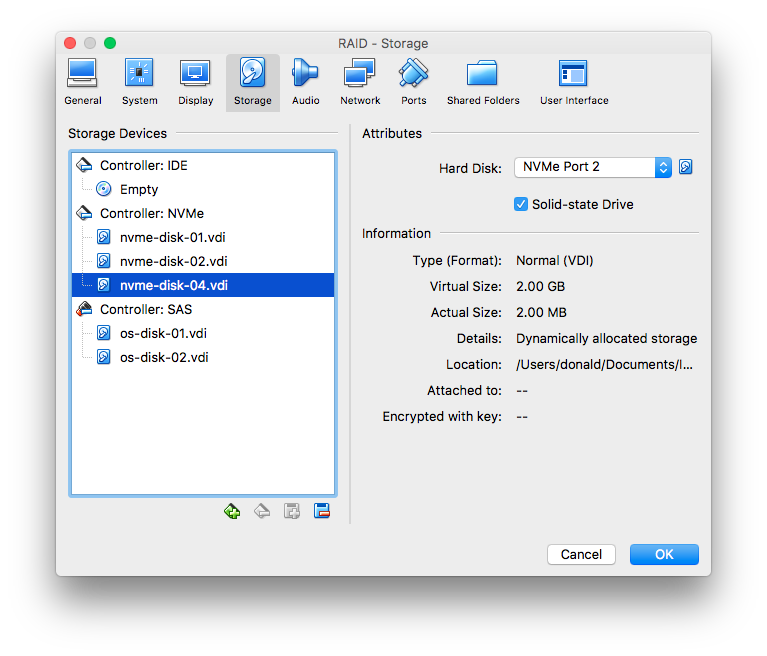 RAID - Storage
General System Display Storage Audio Network Ports Shared Folders User Interface
Storage Devices
Controller: IDE
Empty
Controller: NVMe
nvme-disk-01.vdi
nvme-disk-02.vdi
nvme-disk-04.vdi
Controller: SAS
os-disk-01.vdi
os-disk-02.vdi
Attributes
Hard Disk: NVMe Port 2
Solid-state Drive
Information
Type (Format): Normal (VDI)
Virtual Size: 2.00 GB
Actual Size: 2.00 MB
Details: Dynamically allocated storage
Location: /Users/donald/Documents/I...
Attached to: --
Encrypted with key: --
Cancel OK